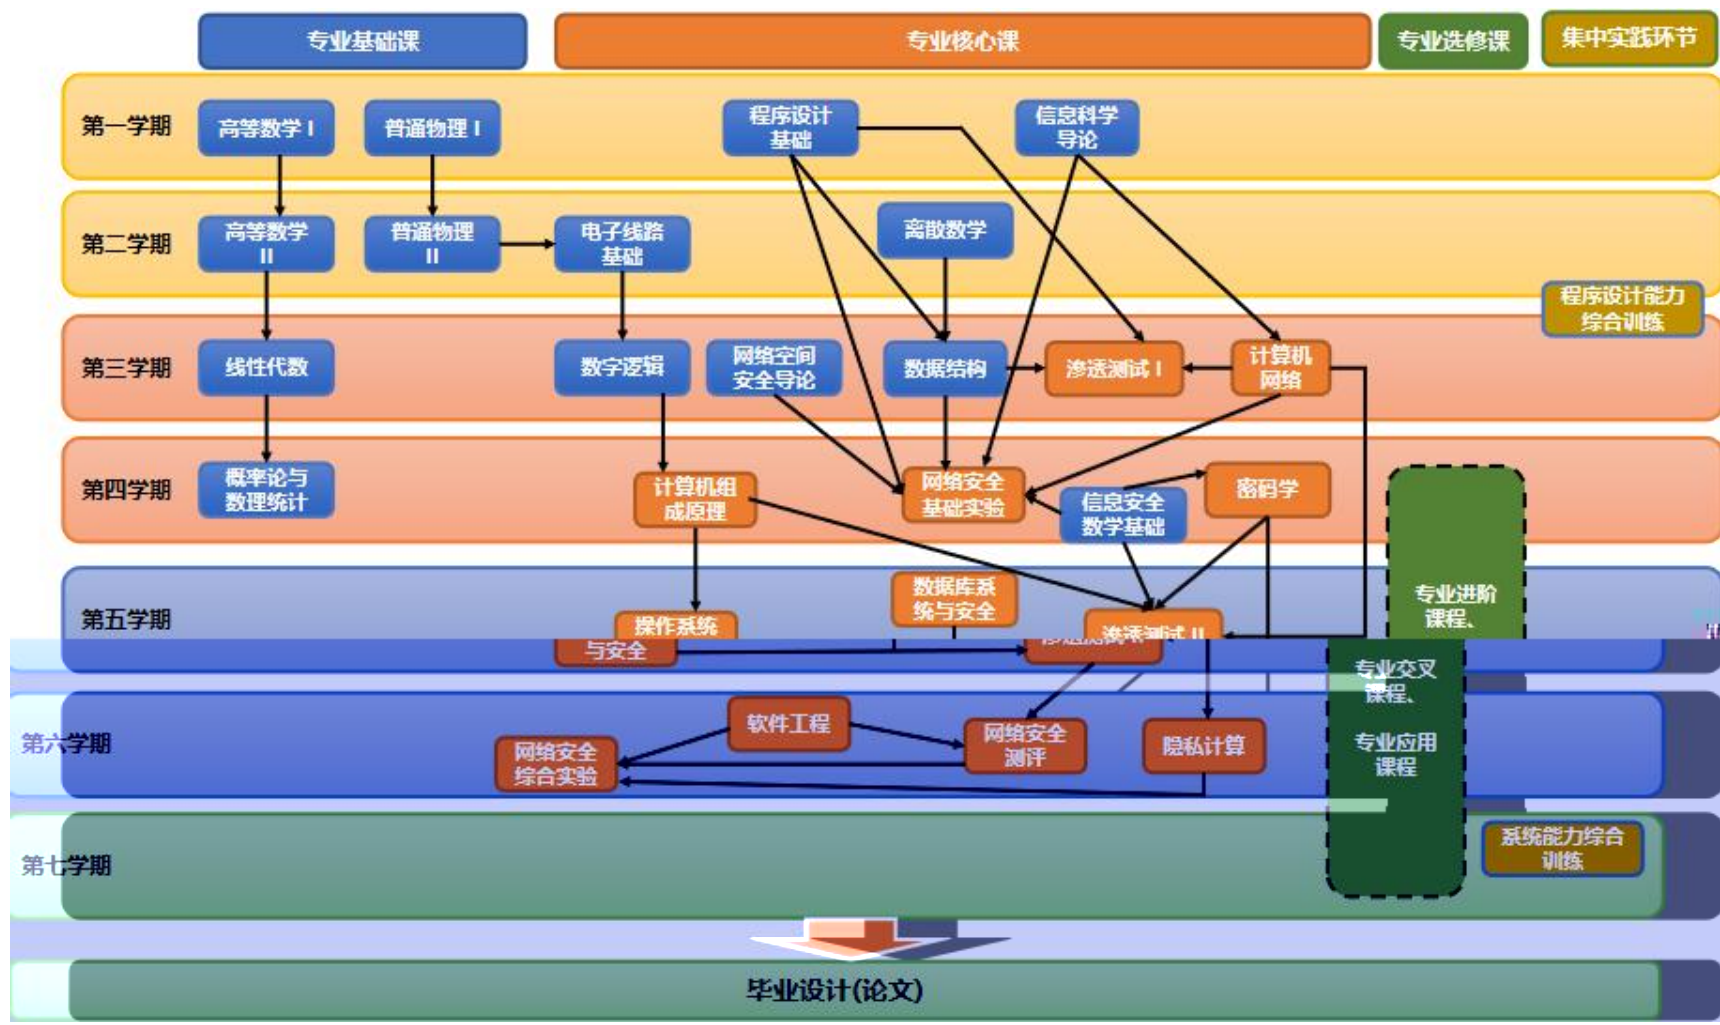 专业基础课
专业核心课
专业选修课
集中实践环节
第一学期
高等数学 I
普通物理 I
程序设计
基础
信息科学
导论
第二学期
高等数学
II
普通物理
II
电子线路
基础
离散数学
程序设计能力
综合训练
第三学期
线性代数
数字逻辑
网络空间
安全导论
数据结构
渗透测试 I
计算机
网络
第四学期
概率论与
数理统计
计算机组
成原理
网络安全
基础实验
信息安全
数学基础
密码学
第五学期
操作系统
与安全
数据库系
统与安全
渗透测试 II
专业进阶
课程、
专业交叉
课程、
专业应用
课程
第六学期
网络安全
综合实验
软件工程
网络安全
测评
隐私计算
第七学期
系统能力综合
训练
毕业设计(论文)